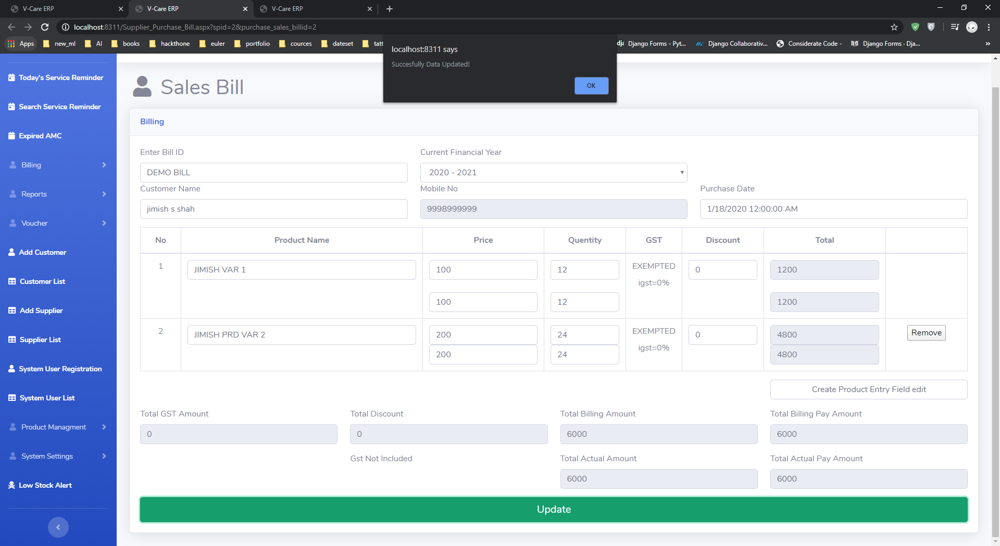 V-Care ERP
V-Care ERP
V-Care ERP
localhost:8311/Supplier_Purchase_Bill.aspx?spid=2&purchase_sales_billid=2
Apps new_ml AI books hackthone euler portfolio cources dateset tatt Django Forms - Pyt... Django Collaborativ... Considerate Code - Django Forms · Dja... »
localhost:8311 says
Succesfully Data Updated!
OK
Today's Service Reminder
Search Service Reminder
Expired AMC
Billing
Reports
Voucher
Add Customer
Customer List
Add Supplier
Supplier List
System User Registration
System User List
Product Managment
System Settings
Low Stock Alert
Sales Bill
Billing
Enter Bill ID Current Financial Year
DEMO BILL 2020 - 2021
Customer Name Mobile No Purchase Date
jimish s shah 9998999999 1/18/2020 12:00:00 AM
No Product Name Price Quentity GST Discount Total
1 JIMISH VAR 1 100 12 EXEMPTED 0 1200
igst=0%
100 12 1200
2 JIMISH PRD VAR 2 200 24 EXEMPTED 0 4800 Remove
200 24 igst=0% 4800
Create Product Entry Field edit
Total GST Amount Total Discount Total Billing Amount Total Billing Pay Amount
0 0 6000 6000
Gst Not Included Total Actual Amount Total Actual Pay Amount
6000 6000
Update